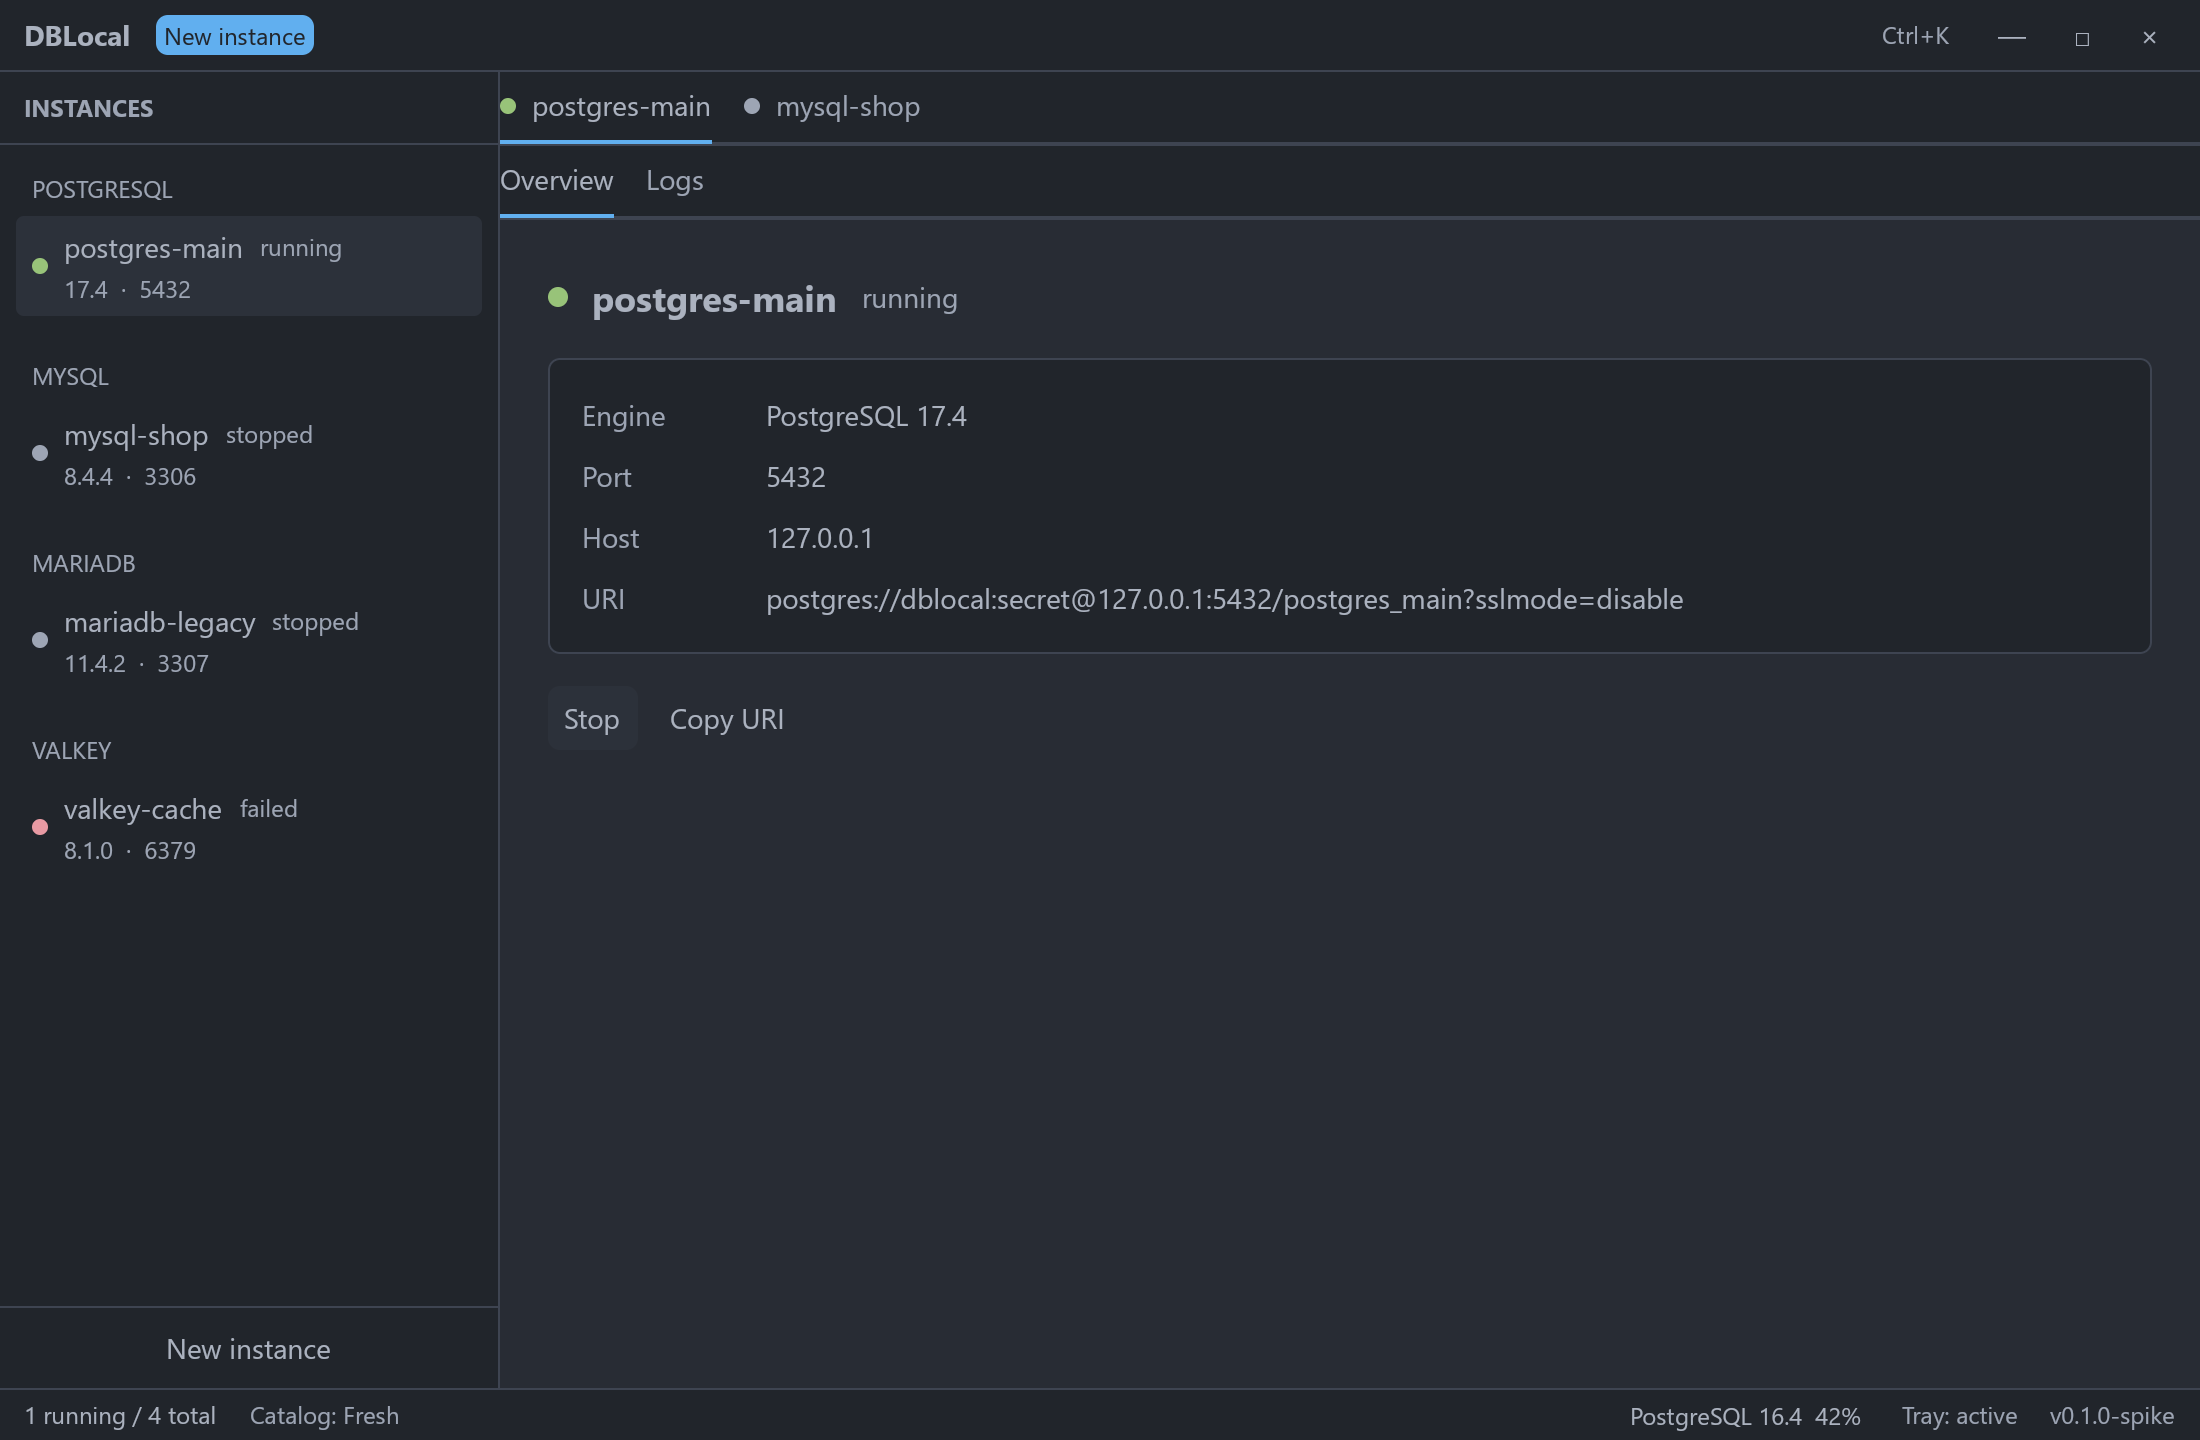 DBLocal New instance Ctrl+K
INSTANCES
POSTGRESQL
postgres-main running
17.4 · 5432
MYSQL
mysql-shop stopped
8.4.4 · 3306
MARIADB
mariadb-legacy stopped
11.4.2 · 3307
VALKEY
valkey-cache failed
8.1.0 · 6379
New instance
postgres-main mysql-shop
Overview Logs
postgres-main running
Engine PostgreSQL 17.4
Port 5432
Host 127.0.0.1
URI postgres://dblocal:secret@127.0.0.1:5432/postgres_main?sslmode=disable
Stop Copy URI
1 running / 4 total Catalog: Fresh PostgreSQL 16.4 42% Tray: active v0.1.0-spike